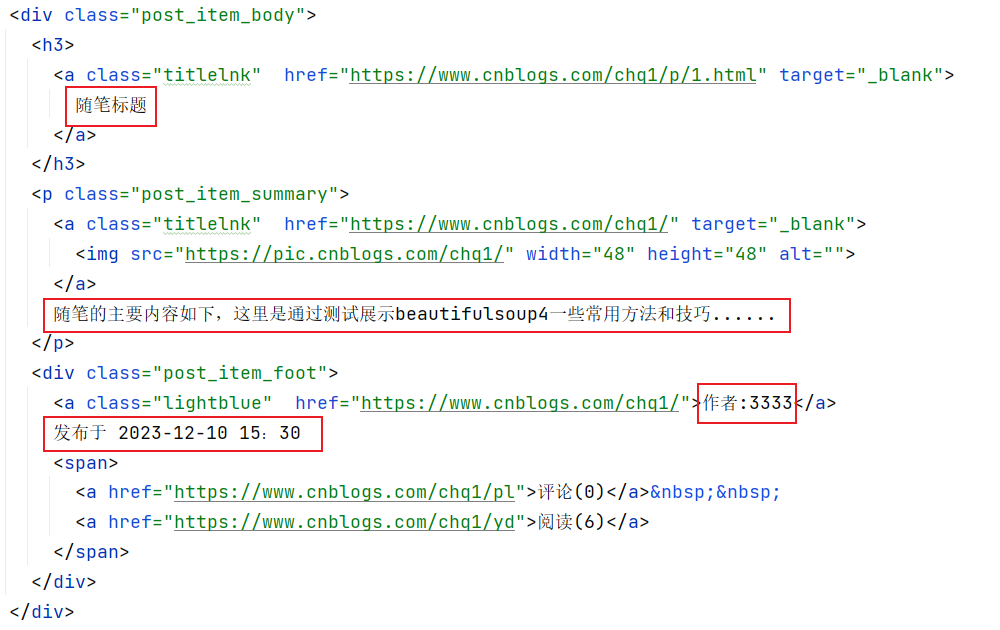 <div class="post_item_body">
<h3>
<a class="titlelnk"  href="https://www.cnblogs.com/chq1/p/1.html" target="_blank">
随笔标题
</a>
</h3>
<p class="post_item_summary">
<a class="titlelnk"  href="https://www.cnblogs.com/chq1/" target="_blank">
<img src="https://pic.cnblogs.com/chq1/" width="48" height="48" alt="">
</a>
随笔的主要内容如下，这里是通过测试展示beautifulsoup4一些常用方法和技巧......
</p>
<div class="post_item_foot">
<a class="lightblue"  href="https://www.cnblogs.com/chq1/">作者:3333</a>
发布于 2023-12-10 15：30
<span>
<a href="https://www.cnblogs.com/chq1/pl">评论(0)</a>&nbsp;&nbsp;
<a href="https://www.cnblogs.com/chq1/yd">阅读(6)</a>
</span>
</div>
</div>